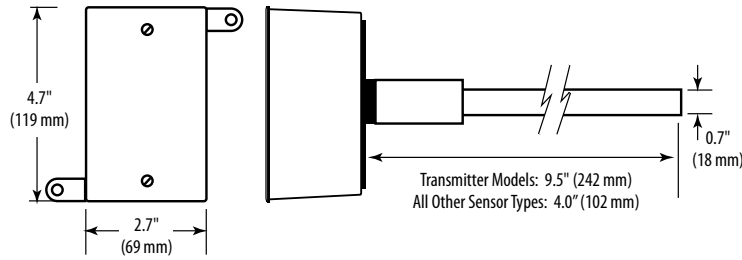 4.7"
(119 mm)
2.7"
(69 mm)
Transmitter Models:  9.5" (242 mm)
All Other Sensor Types:  4.0” (102 mm)
0.7"
(18 mm)